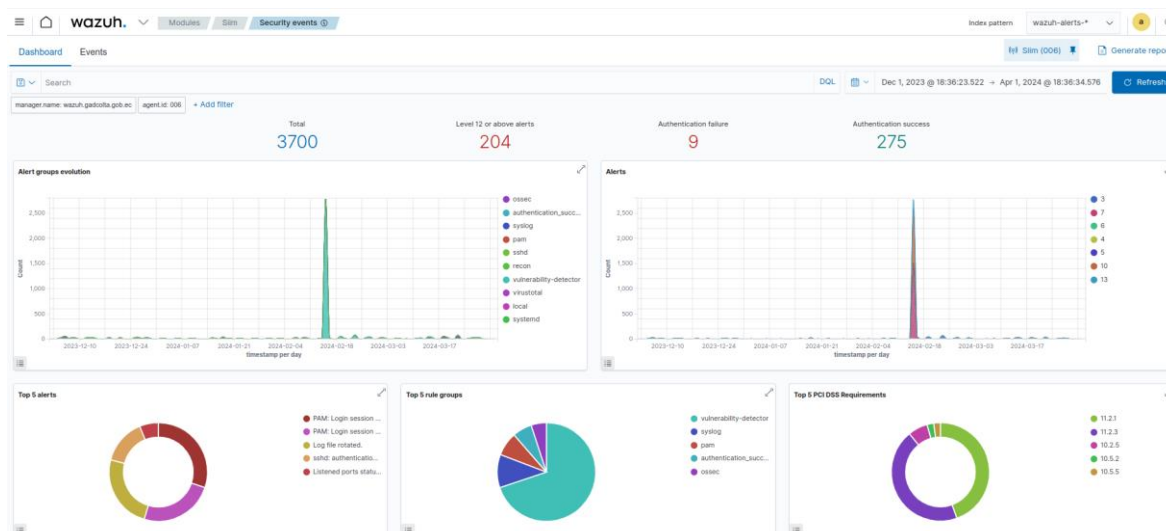 wazuh. Modules Slim Security events Index pattern wazuh-alerts-* a
Dashboard Events Slim (006) Generate repo
Search DQL Dec 1, 2023 @ 18:36:23.522 → Apr 1, 2024 @ 18:36:34.576 Refresh
manager.name: wazuh.gadcolta.gob.ec agent.id: 006 + Add filter
Total Level 12 or above alerts Authentication failure Authentication success
3700 204 9 275
Alert groups evolution
Count
2,500
2,000
1,500
1,000
500
0
2023-12-10 2023-12-24 2024-01-07 2024-01-21 2024-02-04 2024-02-18 2024-03-03 2024-03-17
timestamp per day
ossec
authentication_succ...
syslog
pam
sshd
recon
vulnerability-detector
virustotal
local
systemd
Alerts
Count
2,500
2,000
1,500
1,000
500
0
2023-12-10 2023-12-24 2024-01-07 2024-01-21 2024-02-04 2024-02-18 2024-03-03 2024-03-17
timestamp per day
3
7
6
4
5
10
13
Top 5 alerts
PAM: Login session ...
PAM: Login session ...
Log file rotated.
sshd: authenticatio...
Listened ports statu...
Top 5 rule groups
vulnerability-detector
syslog
pam
authentication_succ...
ossec
Top 5 PCI DSS Requirements
11.2.1
11.2.3
10.2.5
10.5.2
10.5.5